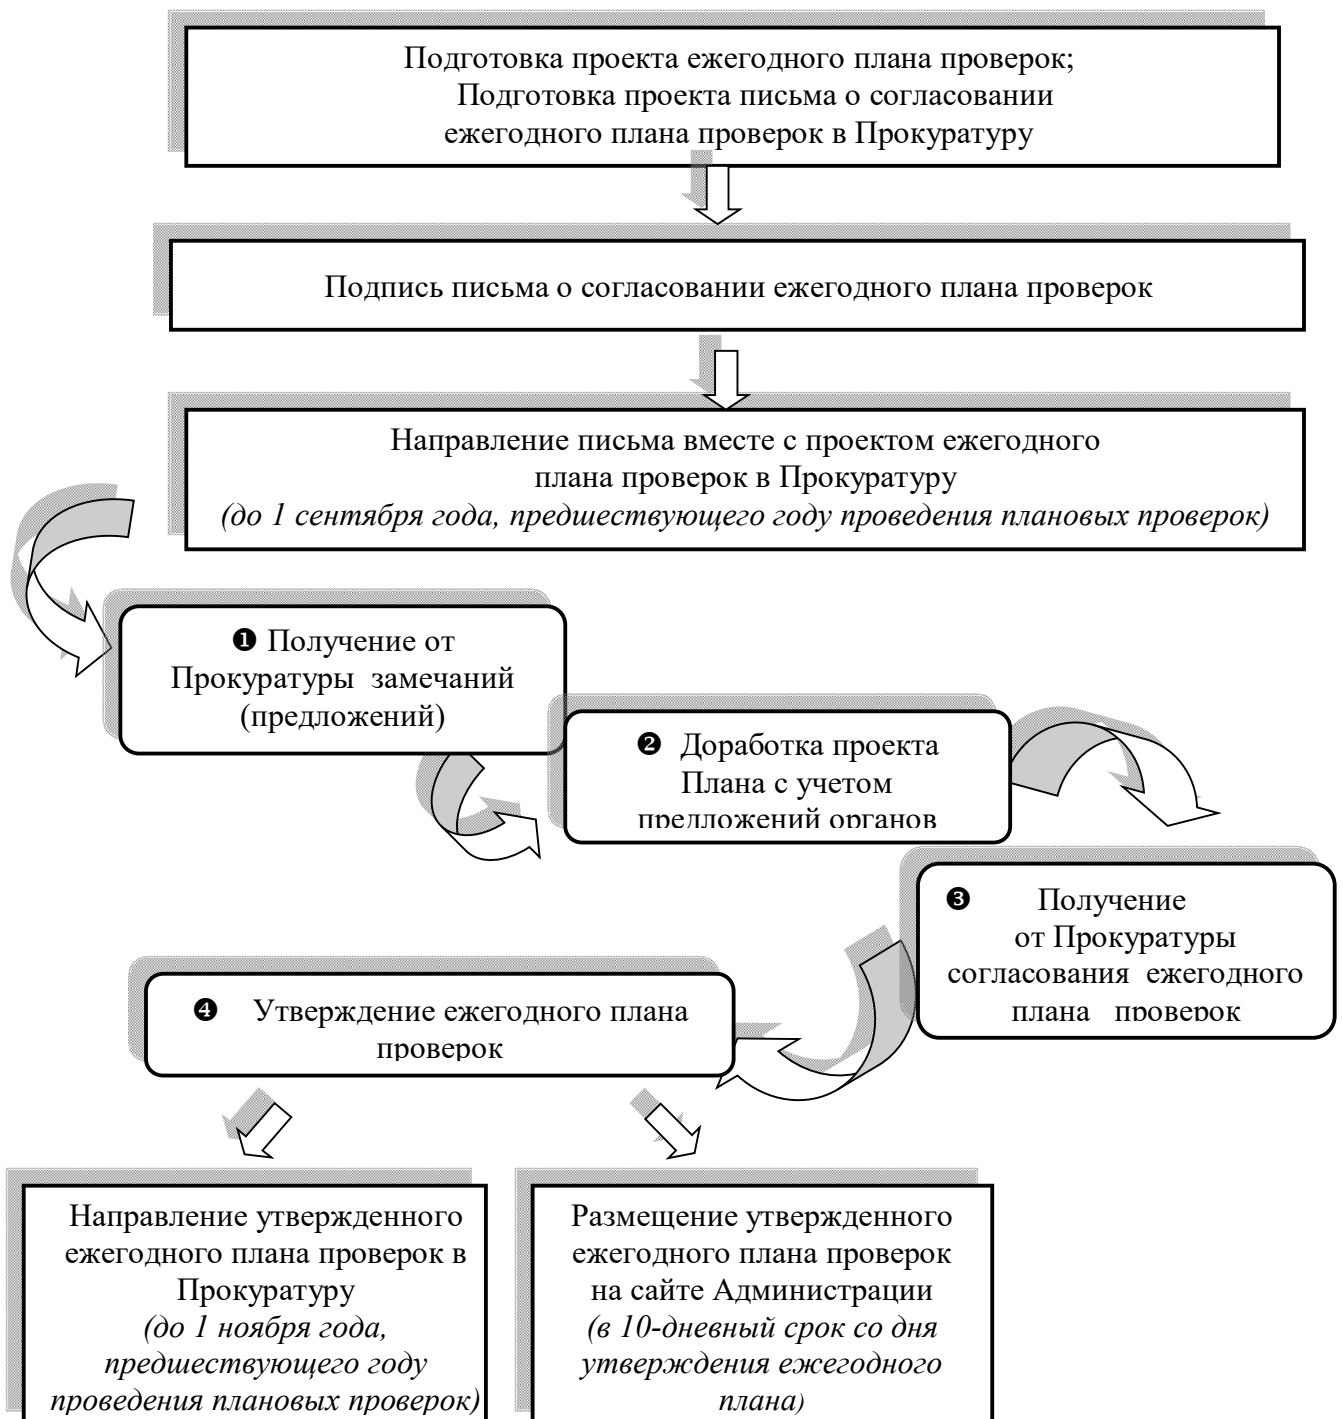 Подготовка проекта ежегодного плана проверок;
Подготовка проекта письма о согласовании
ежегодного плана проверок в Прокуратуру
Подпись письма о согласовании ежегодного плана проверок
Направление письма вместе с проектом ежегодного
плана проверок в Прокуратуру
(до 1 сентября года, предшествующего году проведения плановых проверок)
❶ Получение от
Прокуратуры замечаний
(предложений)
❷ Доработка проекта
Плана с учетом
предложений органов
❸ Получение
от Прокуратуры
согласования ежегодного
плана проверок
❹ Утверждение ежегодного плана
проверок
Направление утвержденного
ежегодного плана проверок в
Прокуратуру
(до 1 ноября года,
предшествующего году
проведения плановых проверок)
Размещение утвержденного
ежегодного плана проверок
на сайте Администрации
(в 10-дневный срок со дня
утверждения ежегодного
плана)